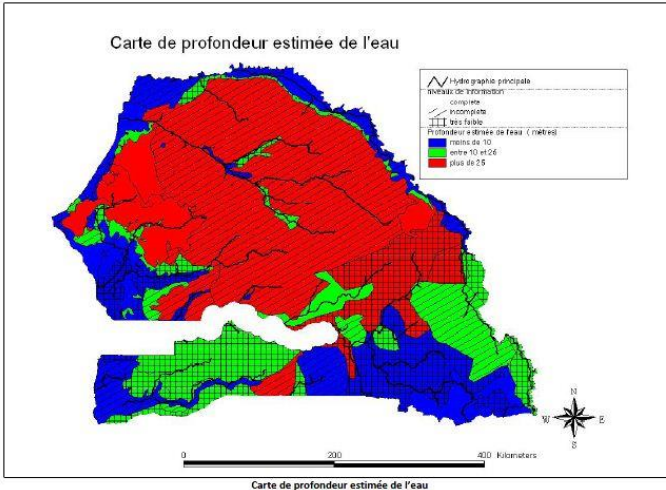 Carte de profondeur estimée de l'eau
Hydrographie principale
niveaux de information
complete
incomplete
très faible
Profondeur estimée de l'eau ( mètres)
moins de 10
entre 10 et 25
plus de 25
N
W E
S
0 200 400 Kilometers
Carte de profondeur estimée de l'eau